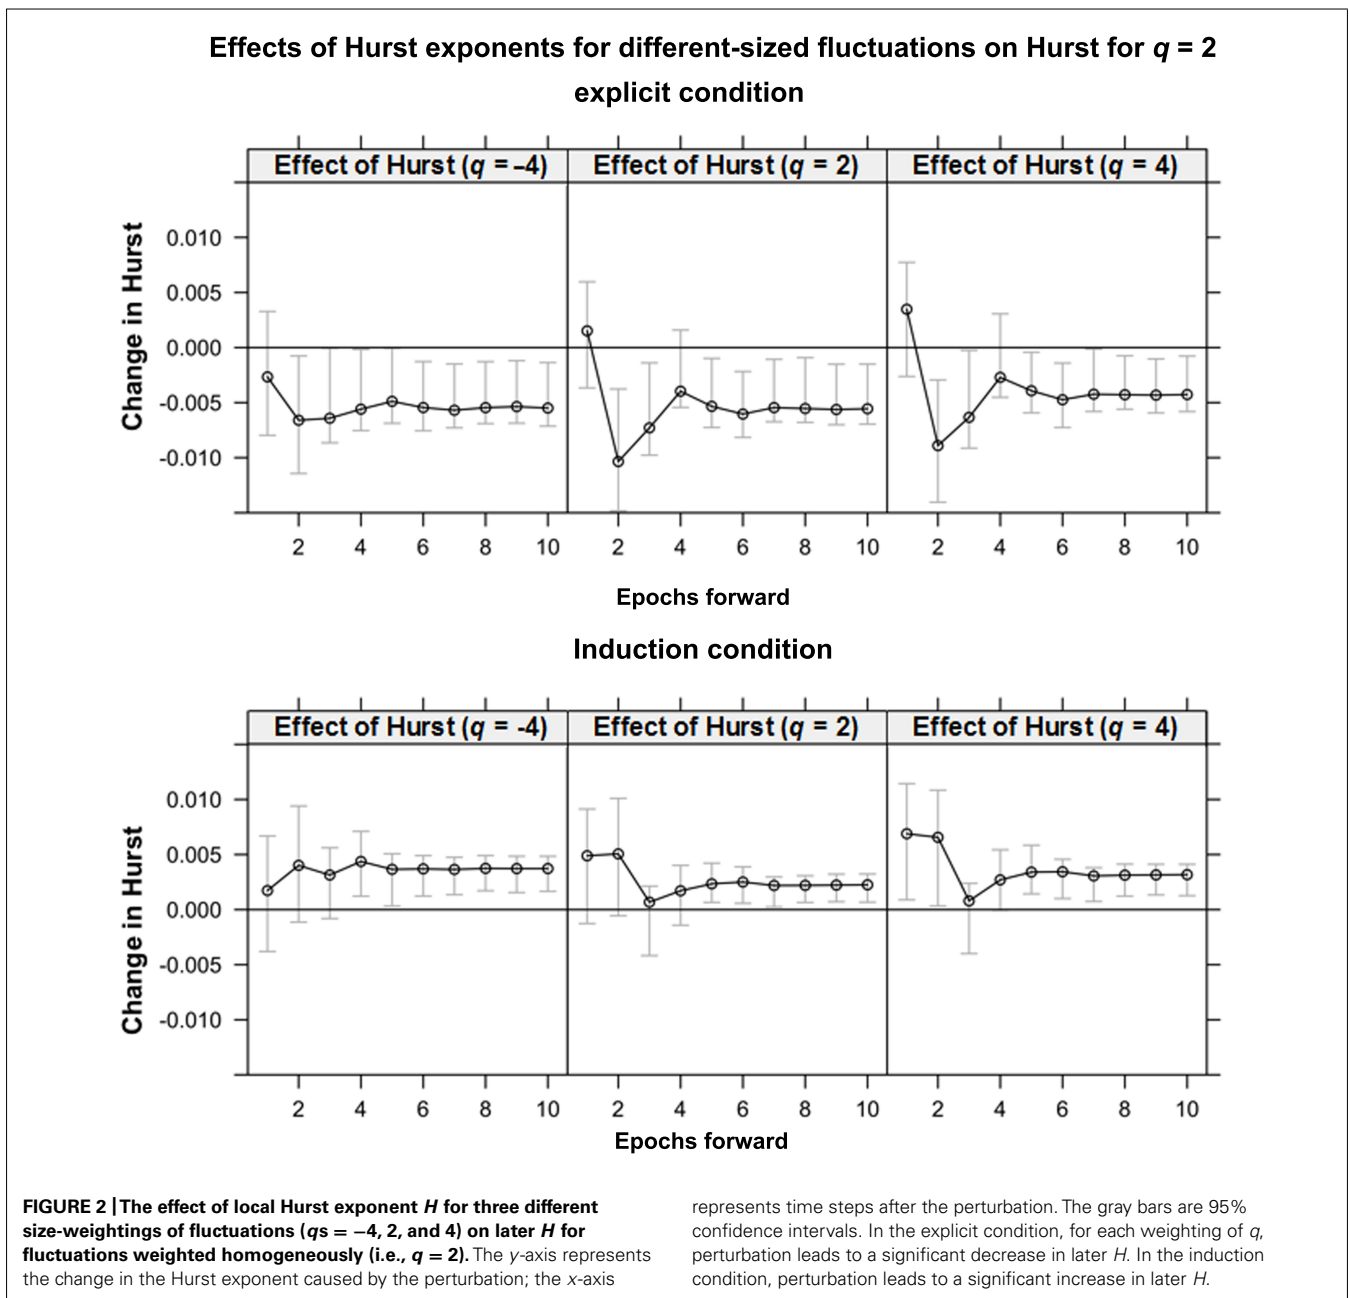 Effects of Hurst exponents for different-sized fluctuations on Hurst for q = 2
explicit condition
Effect of Hurst (q = –4) Effect of Hurst (q = 2) Effect of Hurst (q = 4)
Change in Hurst
0.010
0.005
0.000
-0.005
-0.010
2 4 6 8 10 2 4 6 8 10 2 4 6 8 10
Epochs forward
Induction condition
Effect of Hurst (q = -4) Effect of Hurst (q = 2) Effect of Hurst (q = 4)
Change in Hurst
0.010
0.005
0.000
-0.005
-0.010
2 4 6 8 10 2 4 6 8 10 2 4 6 8 10
Epochs forward
FIGURE 2 | The effect of local Hurst exponent H for three different
size-weightings of fluctuations (qs = −4, 2, and 4) on later H for
fluctuations weighted homogeneously (i.e., q = 2). The y-axis represents
the change in the Hurst exponent caused by the perturbation; the x-axis
represents time steps after the perturbation. The gray bars are 95%
confidence intervals. In the explicit condition, for each weighting of q,
perturbation leads to a significant decrease in later H. In the induction
condition, perturbation leads to a significant increase in later H.